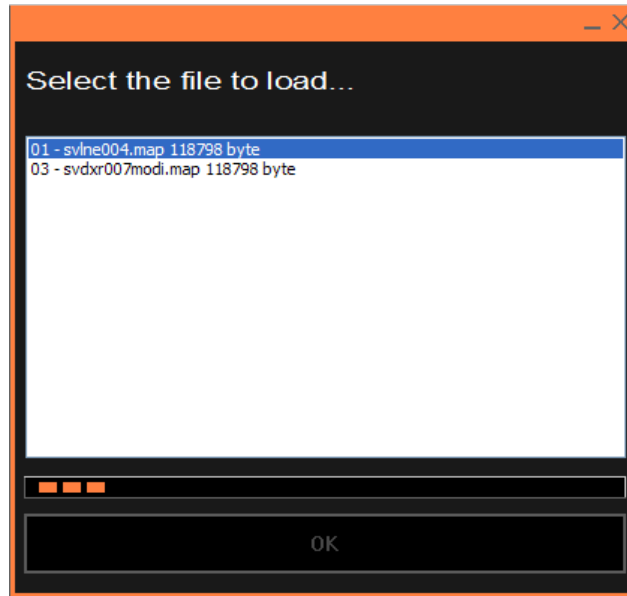 Select the file to load...
01 - svlne004.map 118798 byte
03 - svdxr007modi.map 118798 byte
OK